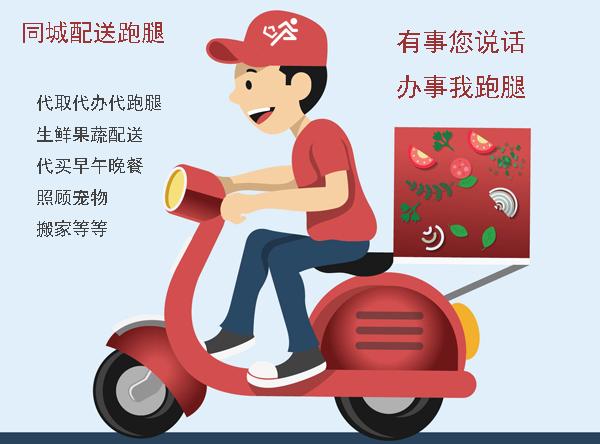 同城配送跑腿
有事您说话
办事我跑腿
代取代办代跑腿
生鲜果蔬配送
代买早午晚餐
照顾宠物
搬家等等